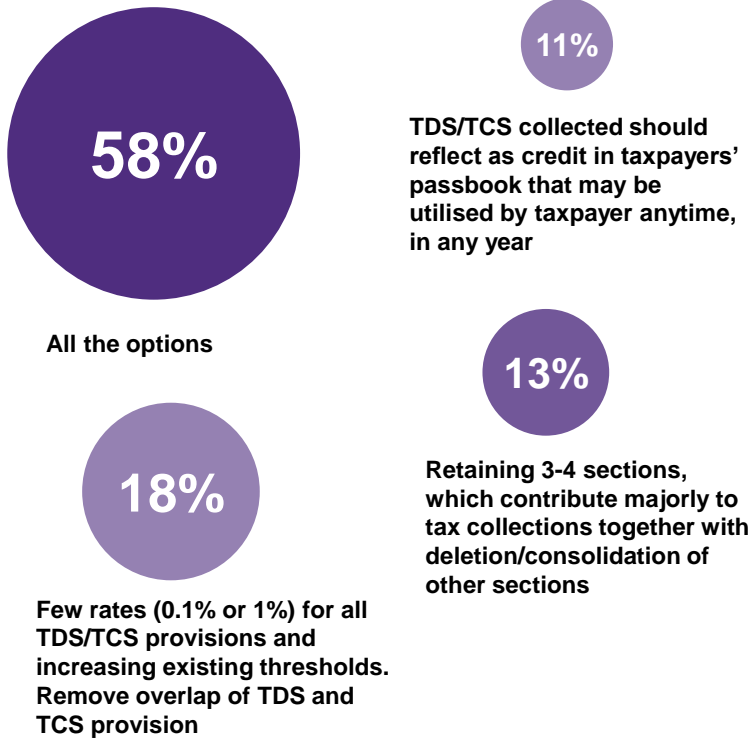 58%
All the options
11%
TDS/TCS collected should
reflect as credit in taxpayers’
passbook that may be
utilised by taxpayer anytime,
in any year
18%
Few rates (0.1% or 1%) for all
TDS/TCS provisions and
increasing existing thresholds.
Remove overlap of TDS and
TCS provision
13%
Retaining 3-4 sections,
which contribute majorly to
tax collections together with
deletion/consolidation of
other sections